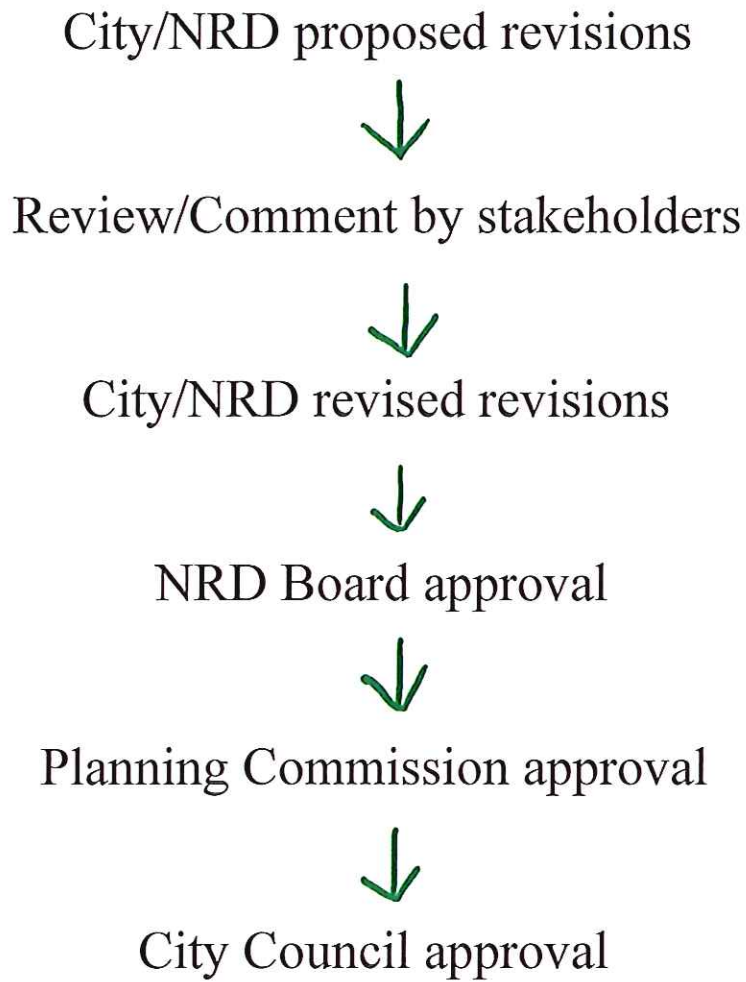 City/NRD proposed revisions
Review/Comment by stakeholders
City/NRD revised revisions
NRD Board approval
Planning Commission approval
City Council approval